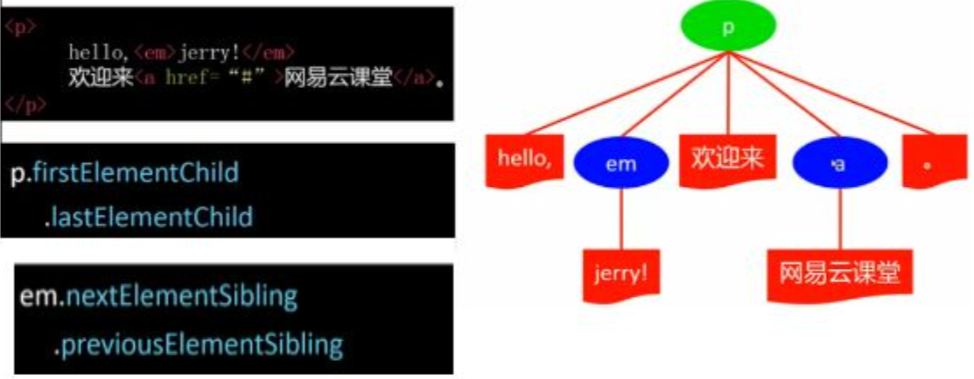 <p>
hello,<em>jerry!</em>
欢迎来<a href=“#”>网易云课堂</a>。
</p>
p.firstElementChild
.lastElementChild
em.nextElementSibling
.previousElementSibling
p
hello,
em
欢迎来
a
。
jerry!
网易云课堂